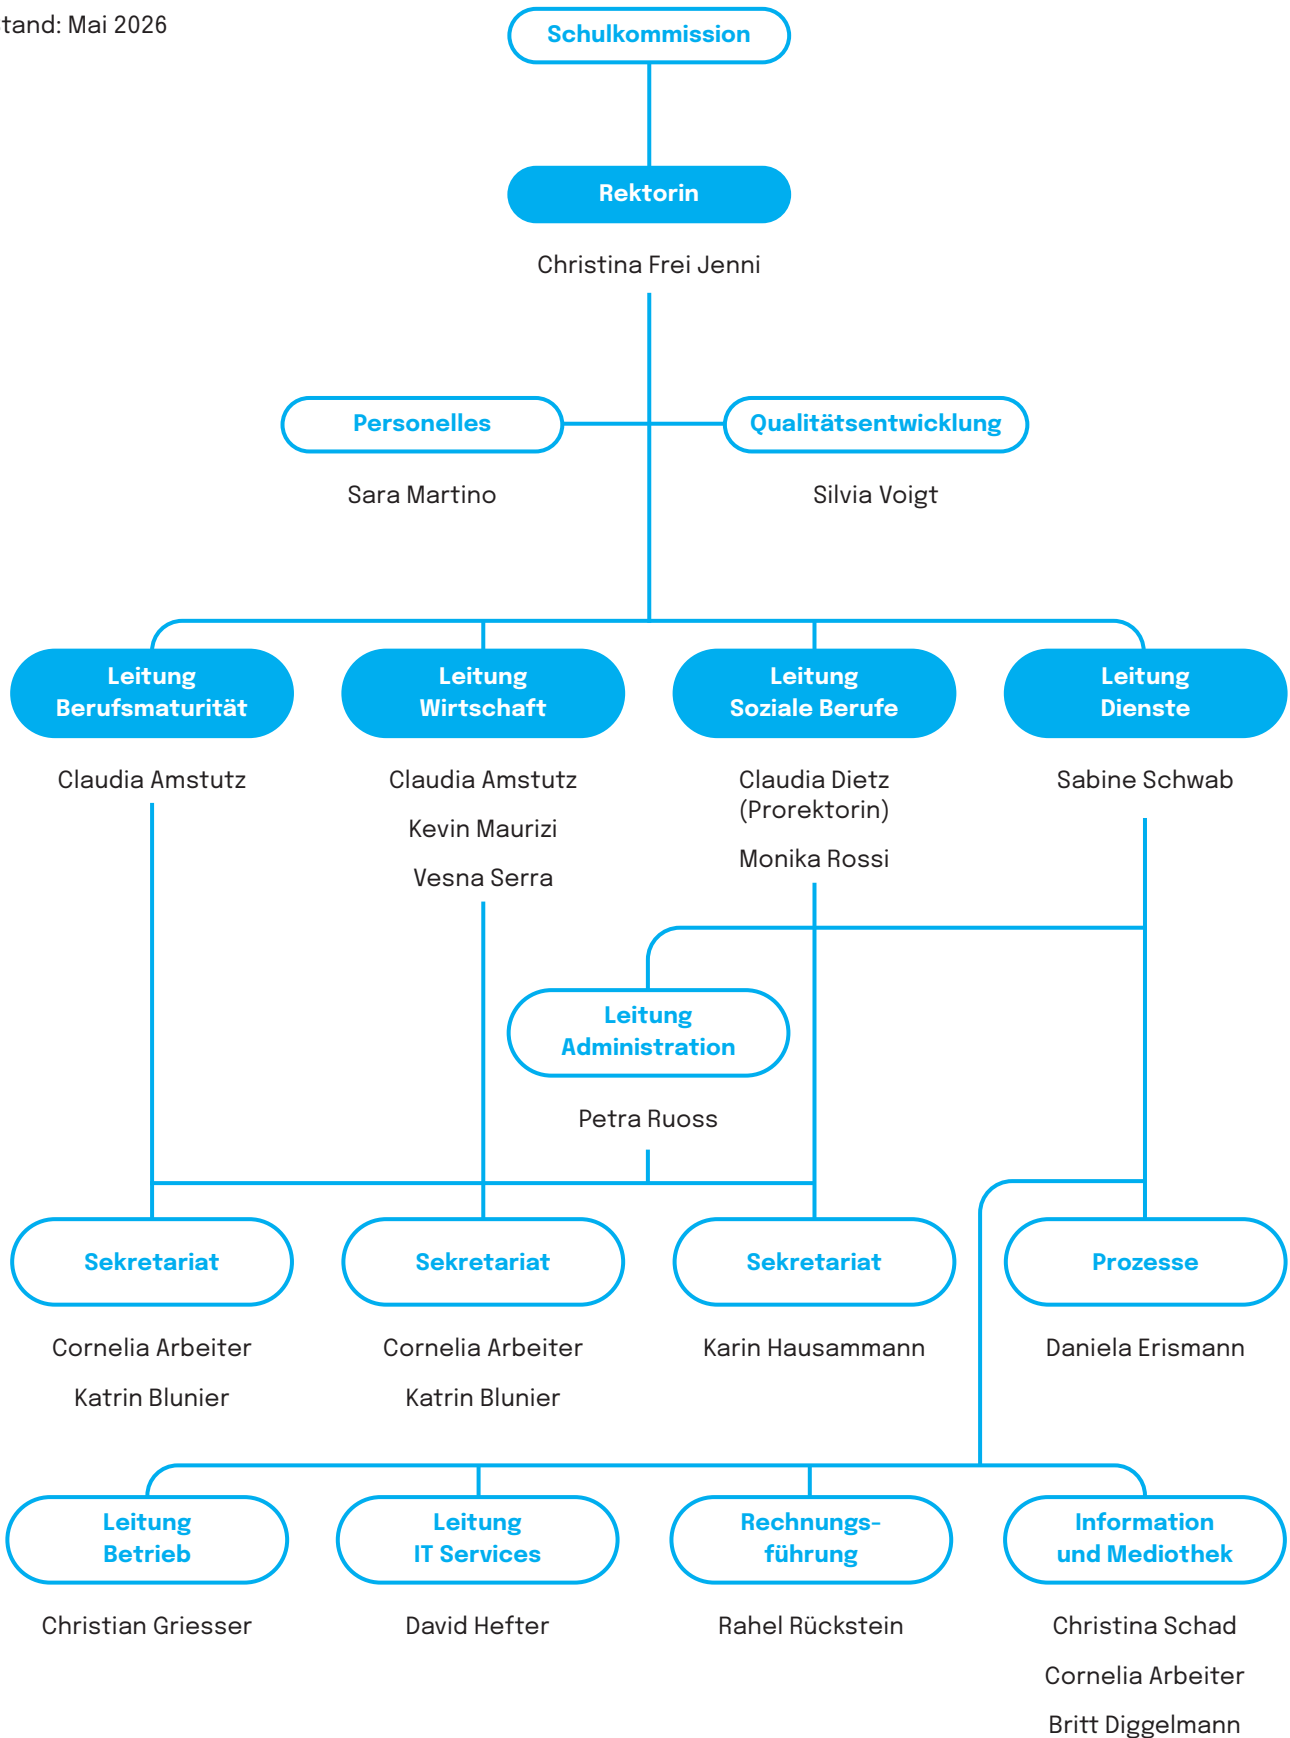 Stand: Mai 2026
Schulkommission
Rektorin
Christina Frei Jenni
Personelles
Sara Martino
Qualitätsentwicklung
Silvia Voigt
Leitung
Berufsmaturität
Claudia Amstutz
Leitung
Wirtschaft
Claudia Amstutz
Kevin Maurizi
Vesna Serra
Leitung
Soziale Berufe
Claudia Dietz
(Prorektorin)
Monika Rossi
Leitung
Dienste
Sabine Schwab
Leitung
Administration
Petra Ruoss
Sekretariat
Cornelia Arbeiter
Katrin Blunier
Sekretariat
Cornelia Arbeiter
Katrin Blunier
Sekretariat
Karin Hausammann
Prozesse
Daniela Erismann
Leitung
Betrieb
Christian Griesser
Leitung
IT Services
David Hefter
Rechnungs-
führung
Rahel Rückstein
Information
und Mediothek
Christina Schad
Cornelia Arbeiter
Britt Diggelmann